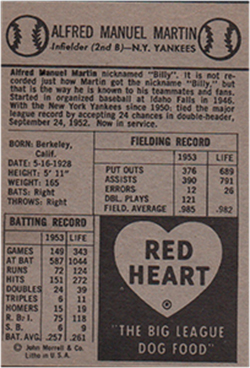 ALFRED MANUEL MARTIN
Infielder (2nd B)—N.Y. YANKEES
Alfred Manuel Martin nicknamed "Billy". It is not re-
corded just how Martin got the nickname "Billy," but
that is the way he is known to his teammates and fans.
Started in organized baseball at Idaho Falls in 1946.
With the New York Yankees since 1950; tied the major
league record by accepting 24 chances in double-header,
September 24, 1952. Now in service.
BORN: Berkeley,
Calif.
DATE: 5-16-1928
HEIGHT: 5' 11"
WEIGHT: 165
BATS: Right
THROWS: Right
FIELDING RECORD
1953 LIFE
PUT OUTS 376 689
ASSISTS 390 791
ERRORS 12 26
DBL. PLAYS 121
FIELD. AVERAGE .985 .982
BATTING RECORD
1953 LIFE
GAMES 149 343
AT BAT 587 1044
RUNS 72 124
HITS 151 272
DOUBLES 24 39
TRIPLES 6 11
HOMERS 15 19
R. B. I. 75 118
S. B. 6 9
BAT. AVG. .257 .261
© John Morrell & Co.
Litho in U.S.A.
RED
HEART
®
"THE BIG LEAGUE
DOG FOOD"